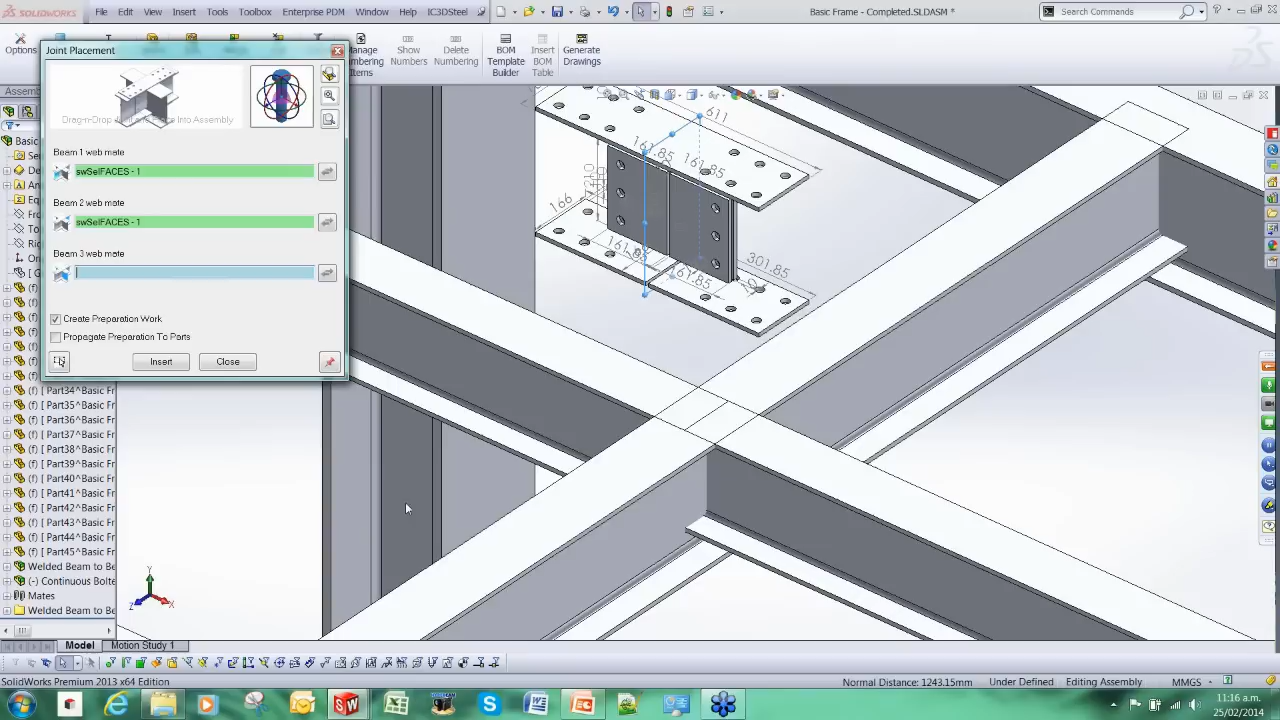 SOLIDWORKS
File Edit View Insert Tools Toolbox Enterprise PDM Window Help IC3DSteel
Basic Frame - Completed.SLDASM *
Search Commands
Options
Show Numbers
Delete Numbering
BOM Template Builder
Insert BOM Table
Generate Drawings
Joint Placement
Beam 1 web mate
swSelFACES - 1
Beam 2 web mate
swSelFACES - 1
Beam 3 web mate
Create Preparation Work
Propagate Preparation To Parts
Insert
Close
611
161.85
161.85
166
161.85
161.85
301.85
(f) [ Part34^Basic Fr
(f) [ Part35^Basic Fr
(f) [ Part36^Basic Fr
(f) [ Part37^Basic Fr
(f) [ Part38^Basic Fr
(f) [ Part39^Basic Fr
(f) [ Part40^Basic Fr
(f) [ Part41^Basic Fr
(f) [ Part42^Basic Fr
(f) [ Part43^Basic Fr
(f) [ Part44^Basic Fr
(f) [ Part45^Basic Fr
Welded Beam to Be
(-) Continuous Bolte
Mates
Welded Beam to Be
Y
X
Z
Model
Motion Study 1
SolidWorks Premium 2013 x64 Edition
Normal Distance: 1243.15mm
Under Defined
Editing Assembly
MMGS
11:16 a.m.
25/02/2014